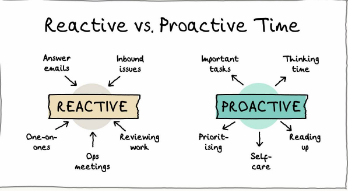 Reactive vs. Proactive Time
Answer
emails
Inbound
issues
REACTIVE
One-on-
ones
Ops
meetings
Reviewing
work
Important
tasks
Thinking
time
PROACTIVE
Priorit-
ising
Self-
care
Reading
up